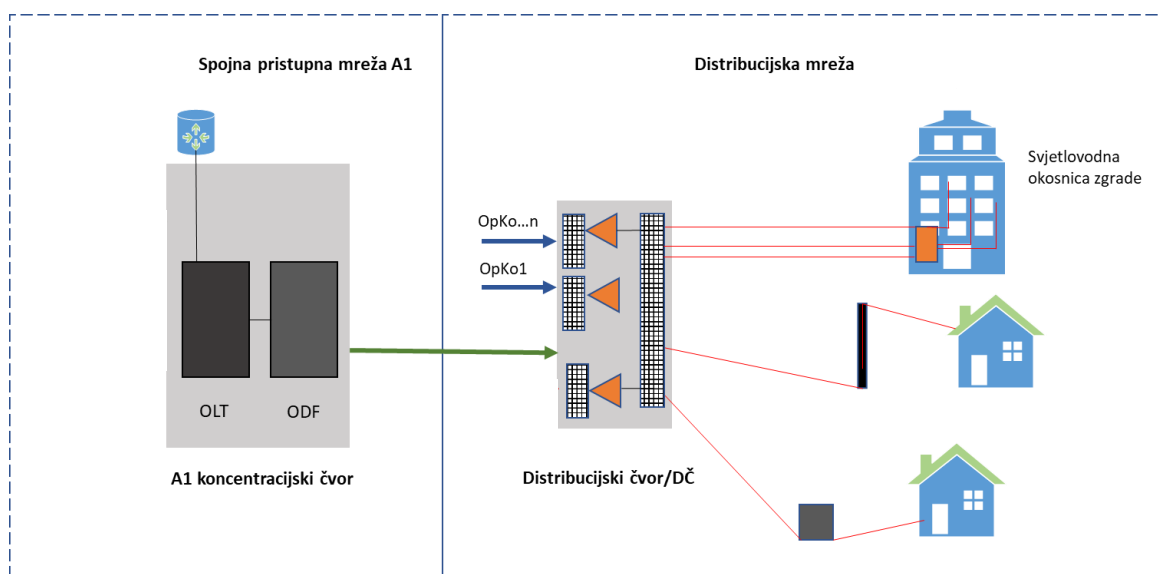 Spojna pristupna mreža A1
Distribucijska mreža
Svjetlovodna
okosnica zgrade
OpKo...n
OpKo1
OLT
ODF
A1 koncentracijski čvor
Distribucijski čvor/DČ